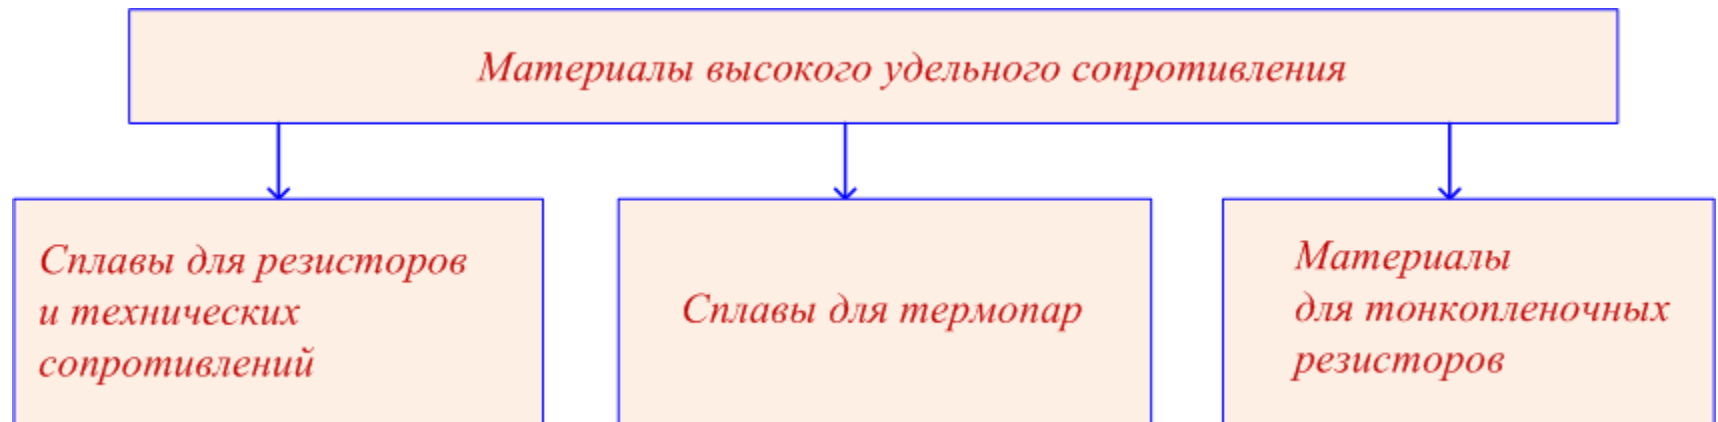 Материалы высокого удельного сопротивления
Сплавы для резисторов
и технических
сопротивлений
Сплавы для термопар
Материалы
для тонкопленочных
резисторов